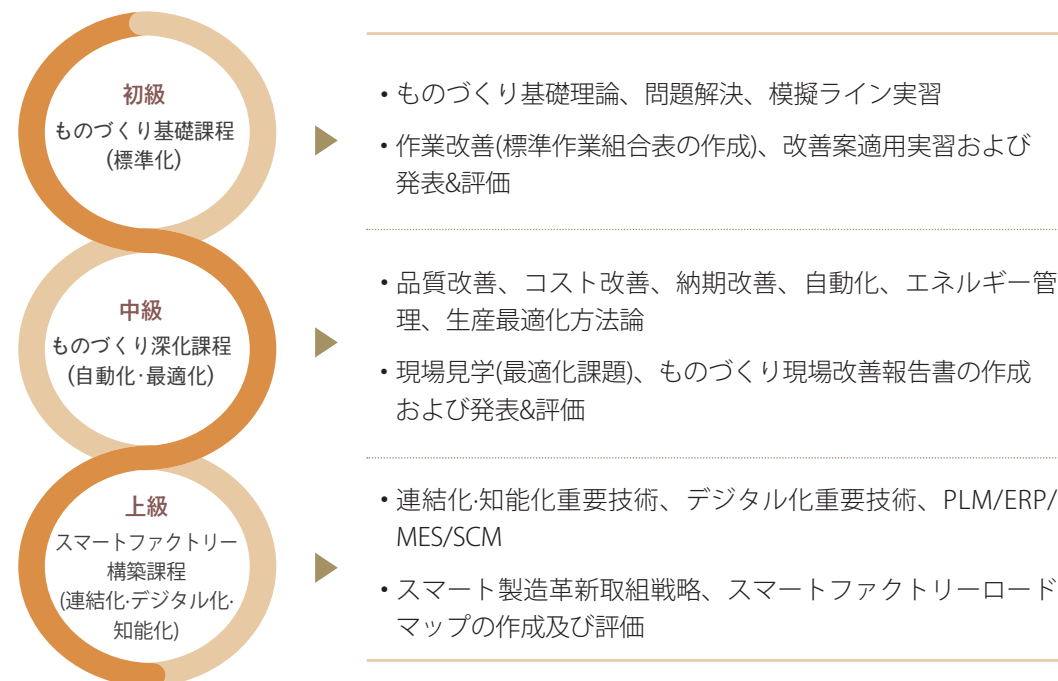 初級
ものづくり基礎課程
(標準化)
• ものづくり基礎理論、問題解決、模擬ライン実習
• 作業改善(標準作業組合表の作成)、改善案適用実習および
発表&評価
中級
ものづくり深化課程
(自動化·最適化)
• 品質改善、コスト改善、納期改善、自動化、エネルギー管
理、生産最適化方法論
• 現場見学(最適化課題)、ものづくり現場改善報告書の作成
および発表&評価
上級
スマートファクトリー
構築課程
(連結化·デジタル化·
知能化)
• 連結化·知能化重要技術、デジタル化重要技術、PLM/ERP/
MES/SCM
• スマート製造革新取組戦略、スマートファクトリーロード
マップの作成及び評価